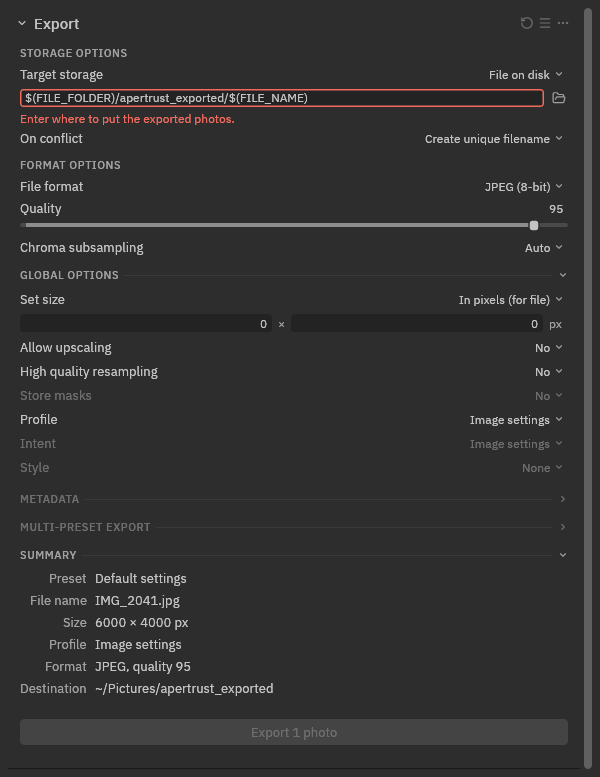 Export
STORAGE OPTIONS
Target storage File on disk
$(FILE_FOLDER)/apertrust_exported/$(FILE_NAME)
Enter where to put the exported photos.
On conflict Create unique filename
FORMAT OPTIONS
File format JPEG (8-bit)
Quality 95
Chroma subsampling Auto
GLOBAL OPTIONS
Set size In pixels (for file)
0 × 0 px
Allow upscaling No
High quality resampling No
Store masks No
Profile Image settings
Intent Image settings
Style None
METADATA
MULTI-PRESET EXPORT
SUMMARY
Preset Default settings
File name IMG_2041.jpg
Size 6000 × 4000 px
Profile Image settings
Format JPEG, quality 95
Destination ~/Pictures/apertrust_exported
Export 1 photo